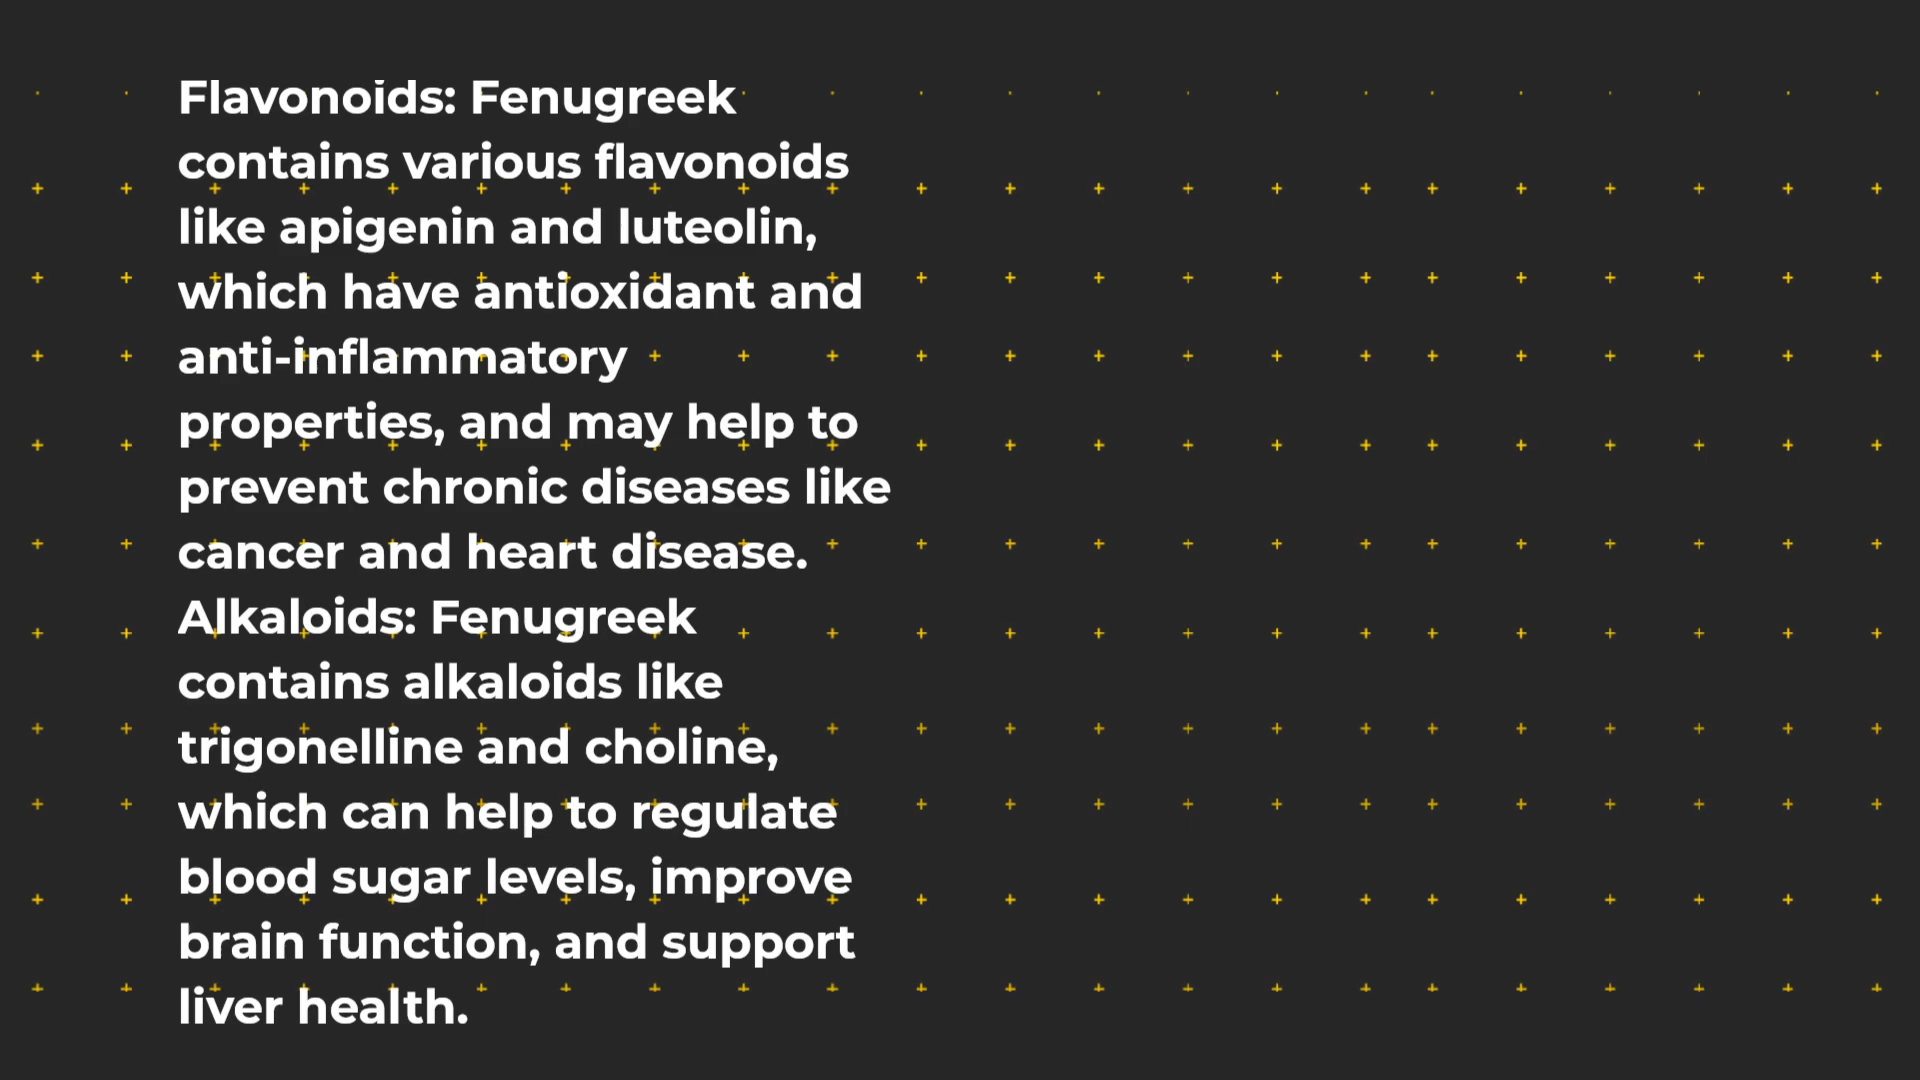 Flavonoids: Fenugreek
contains various flavonoids
like apigenin and luteolin,
which have antioxidant and
anti-inflammatory
properties, and may help to
prevent chronic diseases like
cancer and heart disease.
Alkaloids: Fenugreek
contains alkaloids like
trigonelline and choline,
which can help to regulate
blood sugar levels, improve
brain function, and support
liver health.